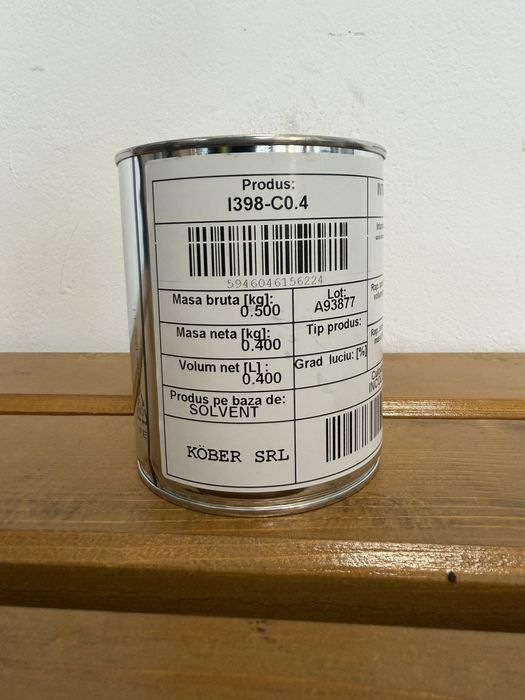 Produs:
I398-C0.4
5946046156224
Masa bruta [kg]:
0.500
Lot:
A93877
Masa neta [kg]:
0.400
Tip produs:
Volum net [L] :
0.400
Grad luciu: [%]
Produs pe baza de:
SOLVENT
KÖBER SRL